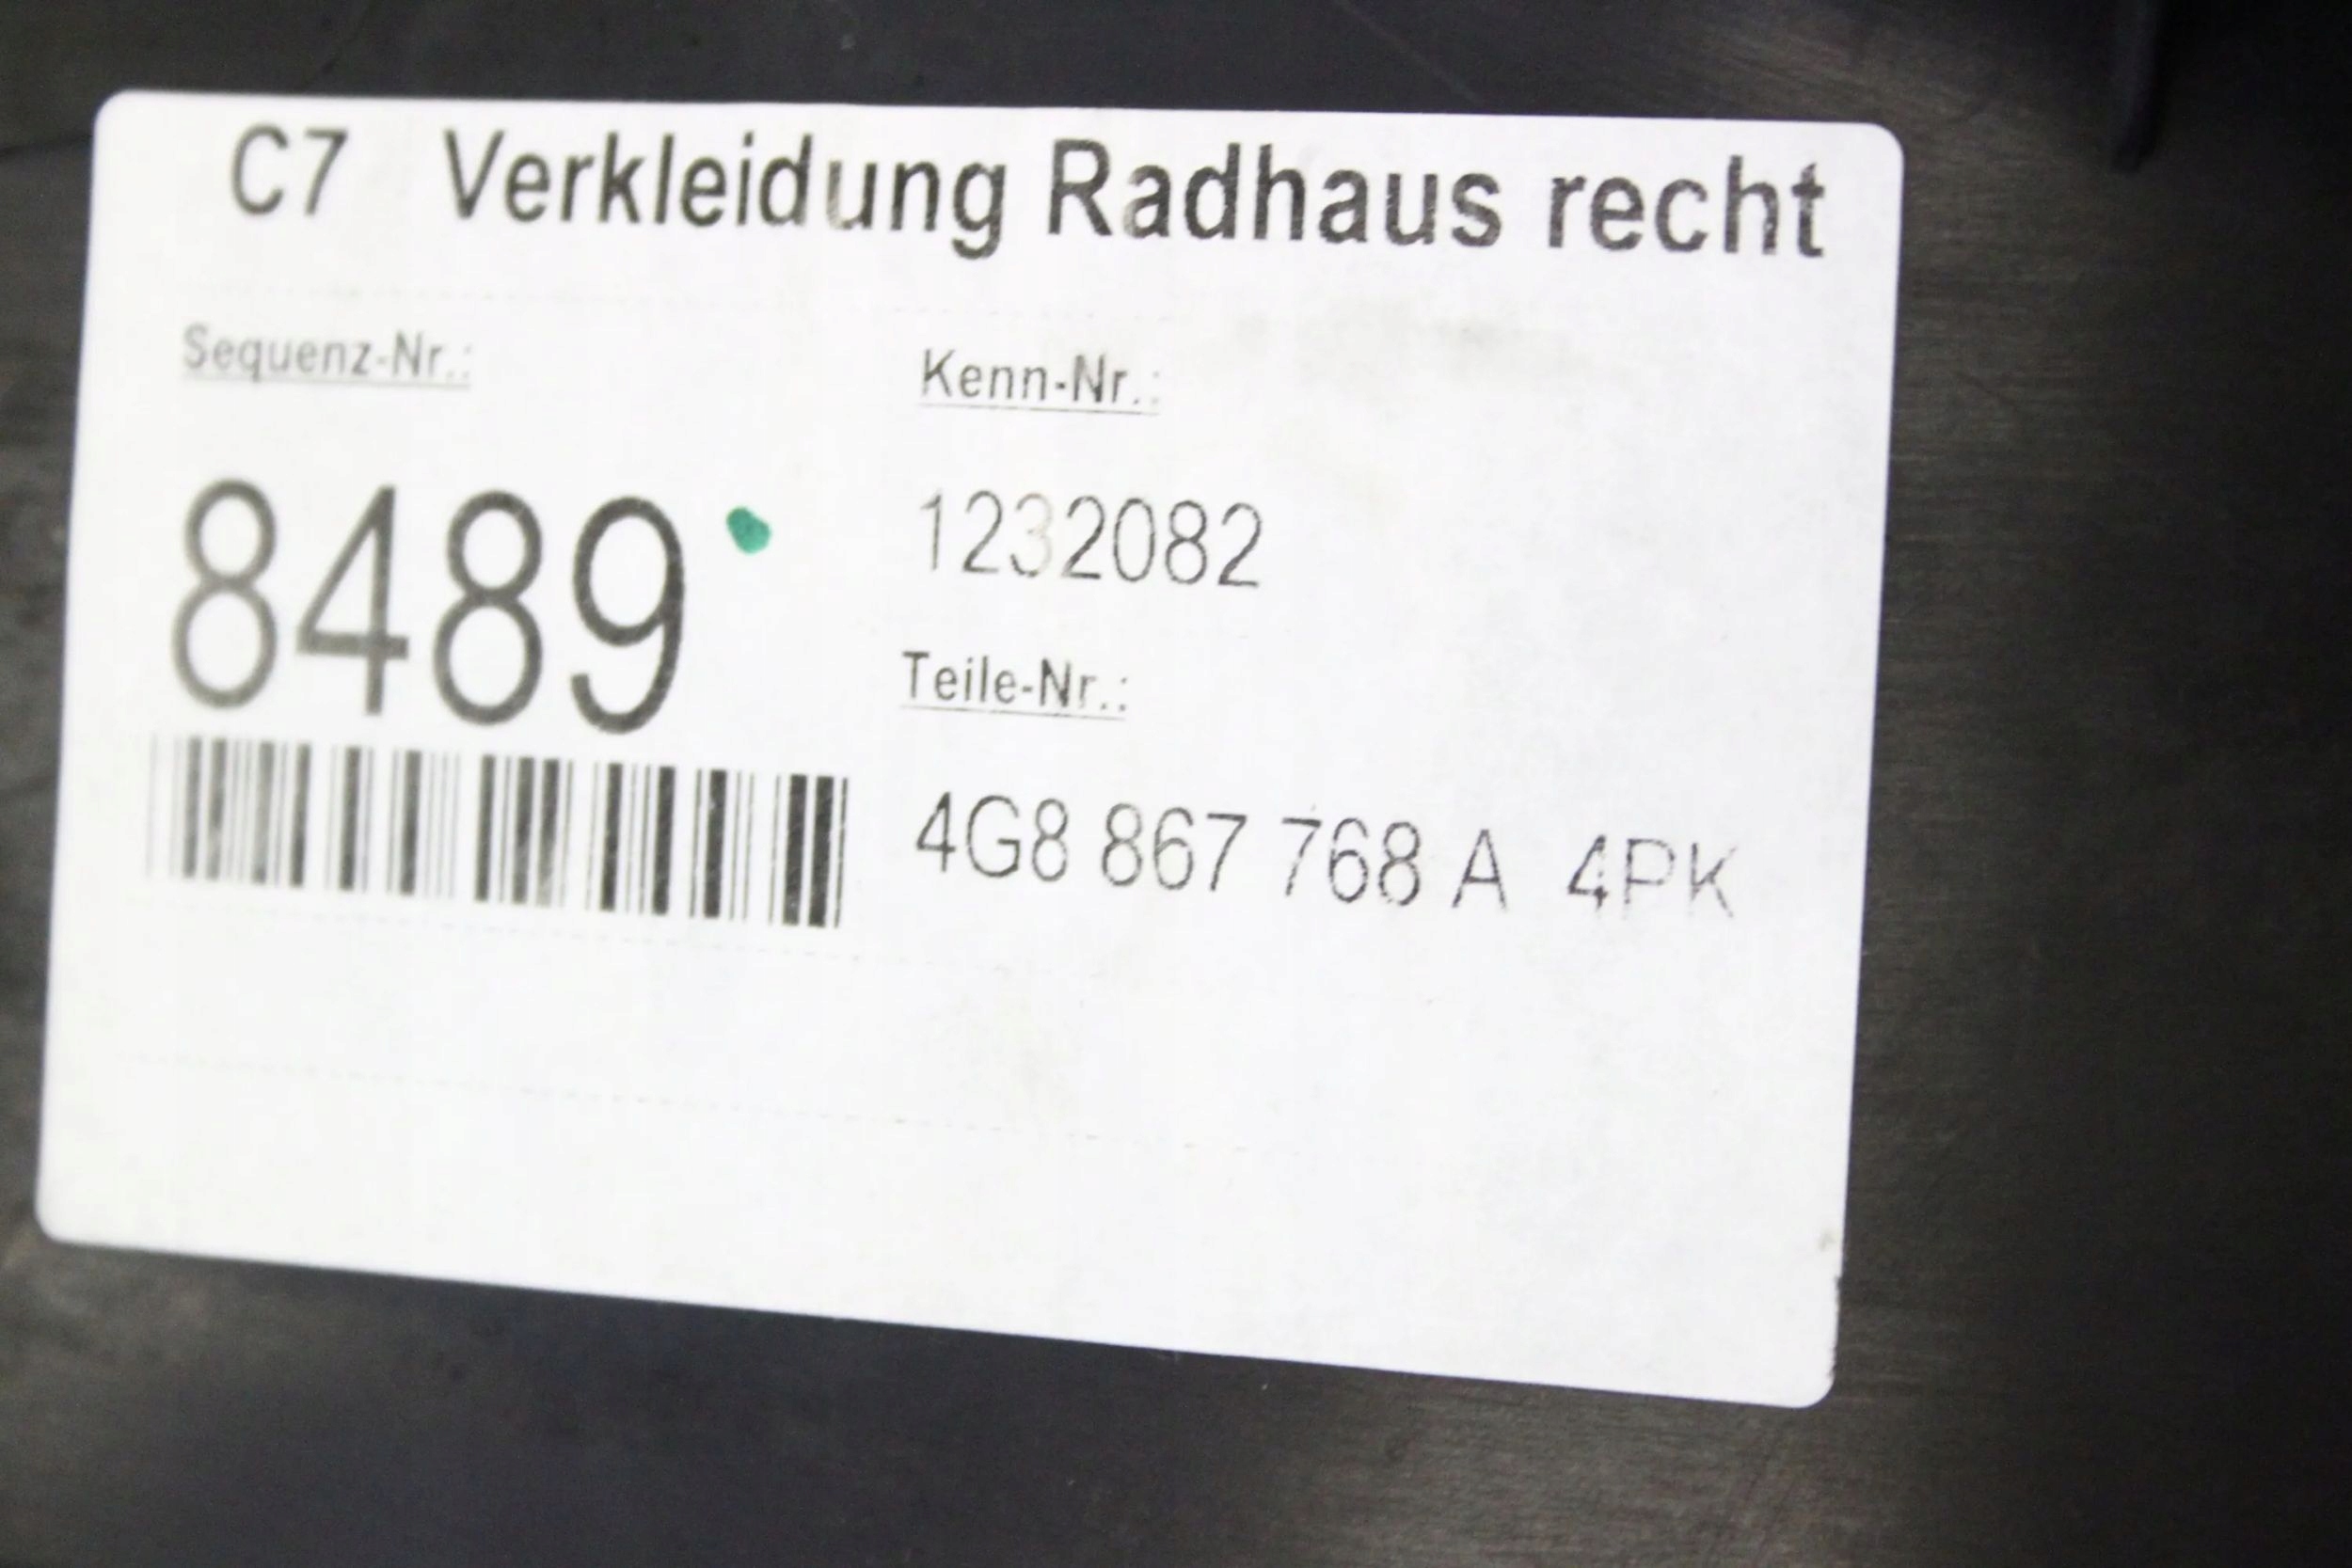 C7 Verkleidung Radhaus recht
Sequenz-Nr.:
8489
Kenn-Nr.:
1232082
Teile-Nr.:
4G8 867 768 A 4PK